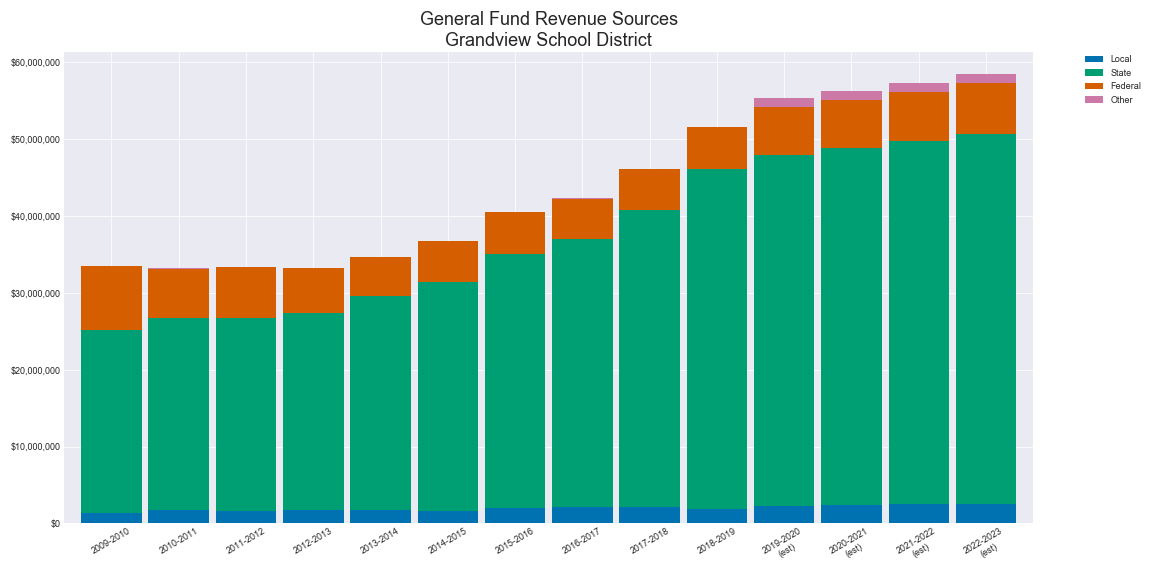 General Fund Revenue Sources
Grandview School District
$60,000,000
$50,000,000
$40,000,000
$30,000,000
$20,000,000
$10,000,000
$0
2009-2010
2010-2011
2011-2012
2012-2013
2013-2014
2014-2015
2015-2016
2016-2017
2017-2018
2018-2019
2019-2020
(est)
2020-2021
(est)
2021-2022
(est)
2022-2023
(est)
Local
State
Federal
Other